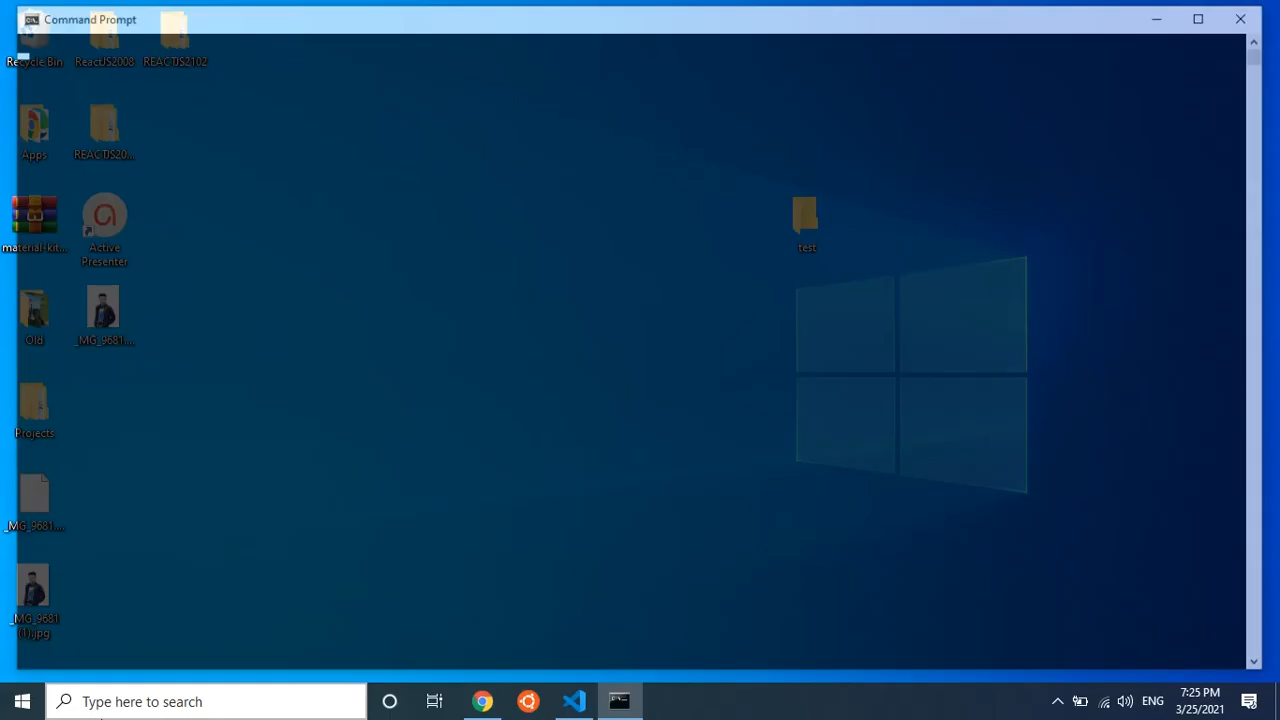 Command Prompt
Recycle Bin
ReactJS2008
REACTJS2102
Apps
REACTJS20...
material-kit...
Active
Presenter
test
Old
_MG_9681....
Projects
_MG_9681....
_MG_9681
(1).jpg
Type here to search
ENG
7:25 PM
3/25/2021